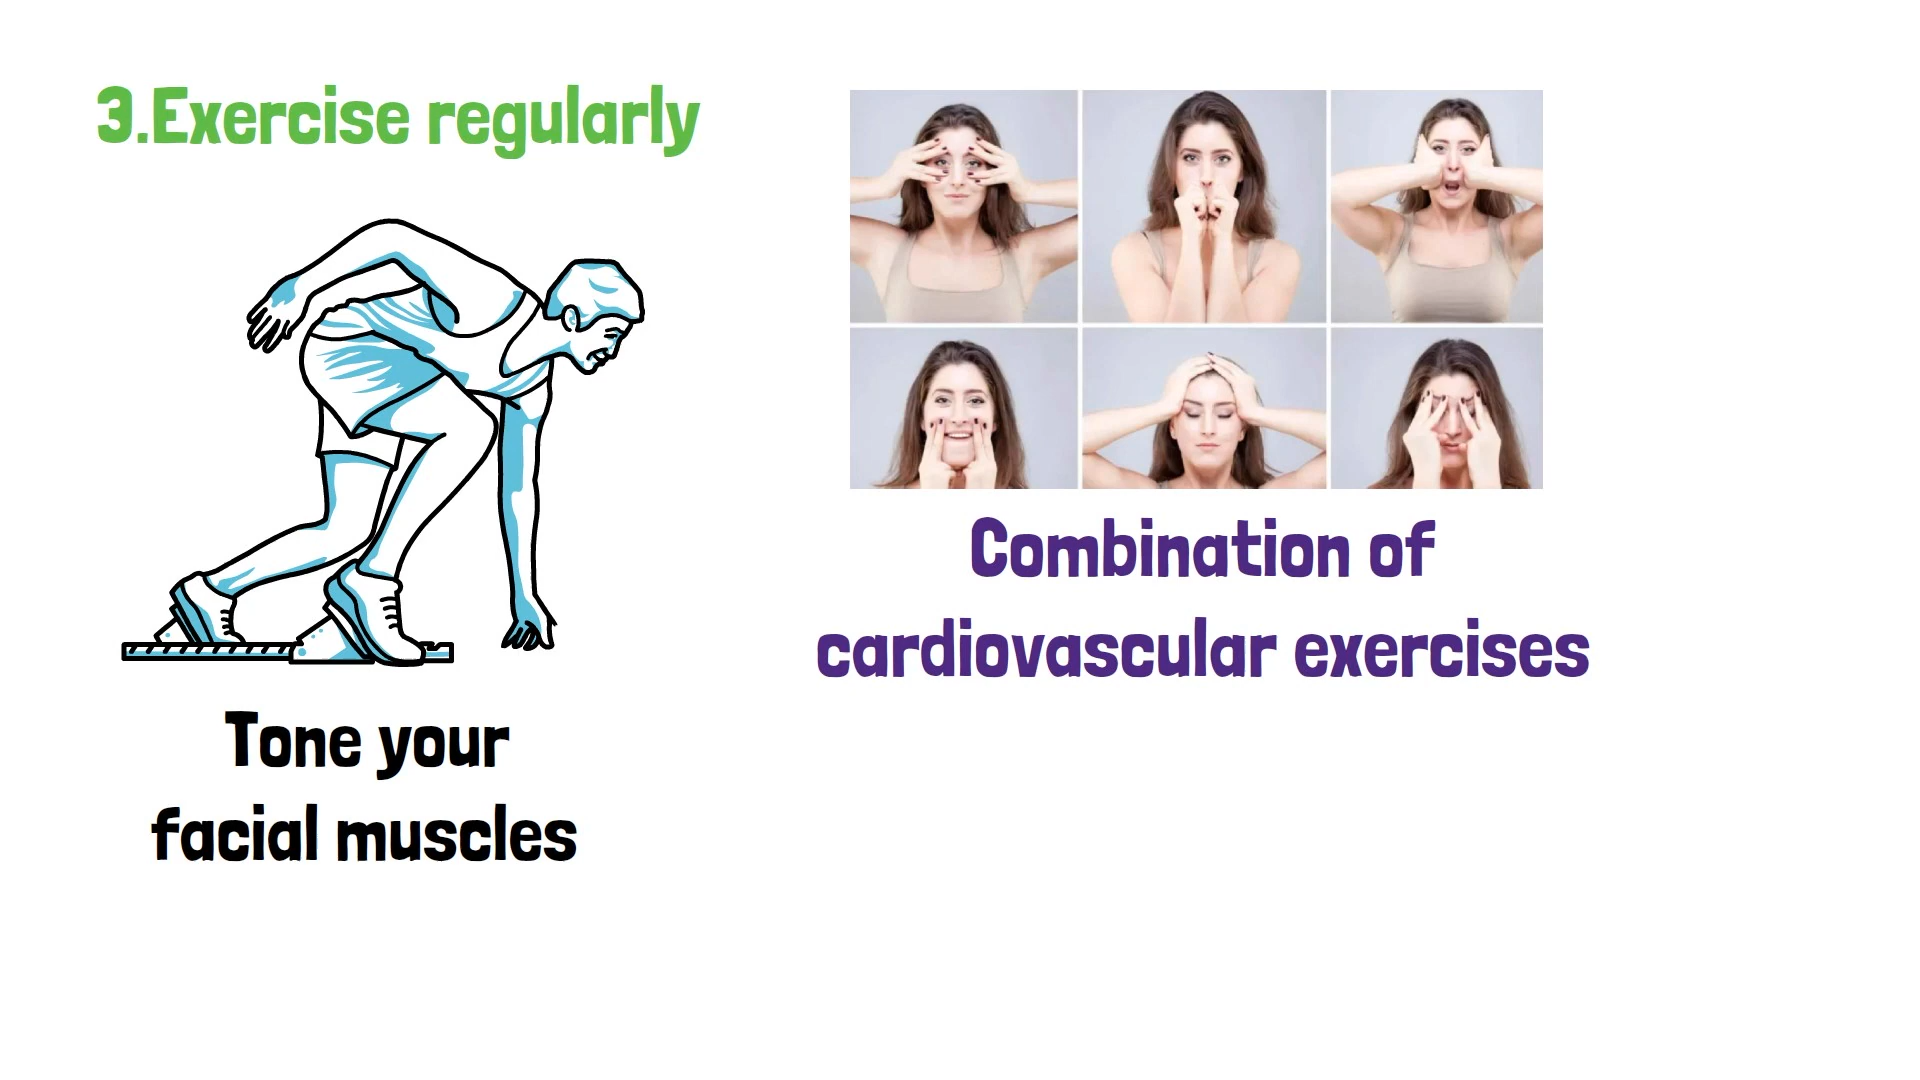 3.Exercise regularly
Tone your
facial muscles
Combination of
cardiovascular exercises